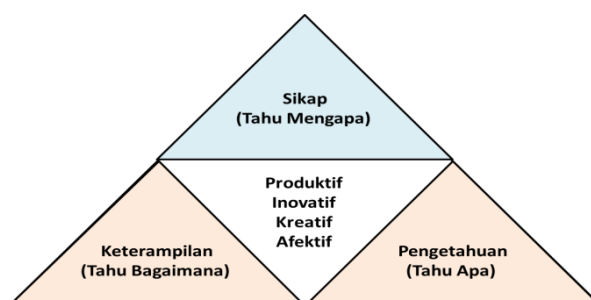 Sikap
(Tahu Mengapa)
Produktif
Inovatif
Kreatif
Afektif
Keterampilan
(Tahu Bagaimana)
Pengetahuan
(Tahu Apa)